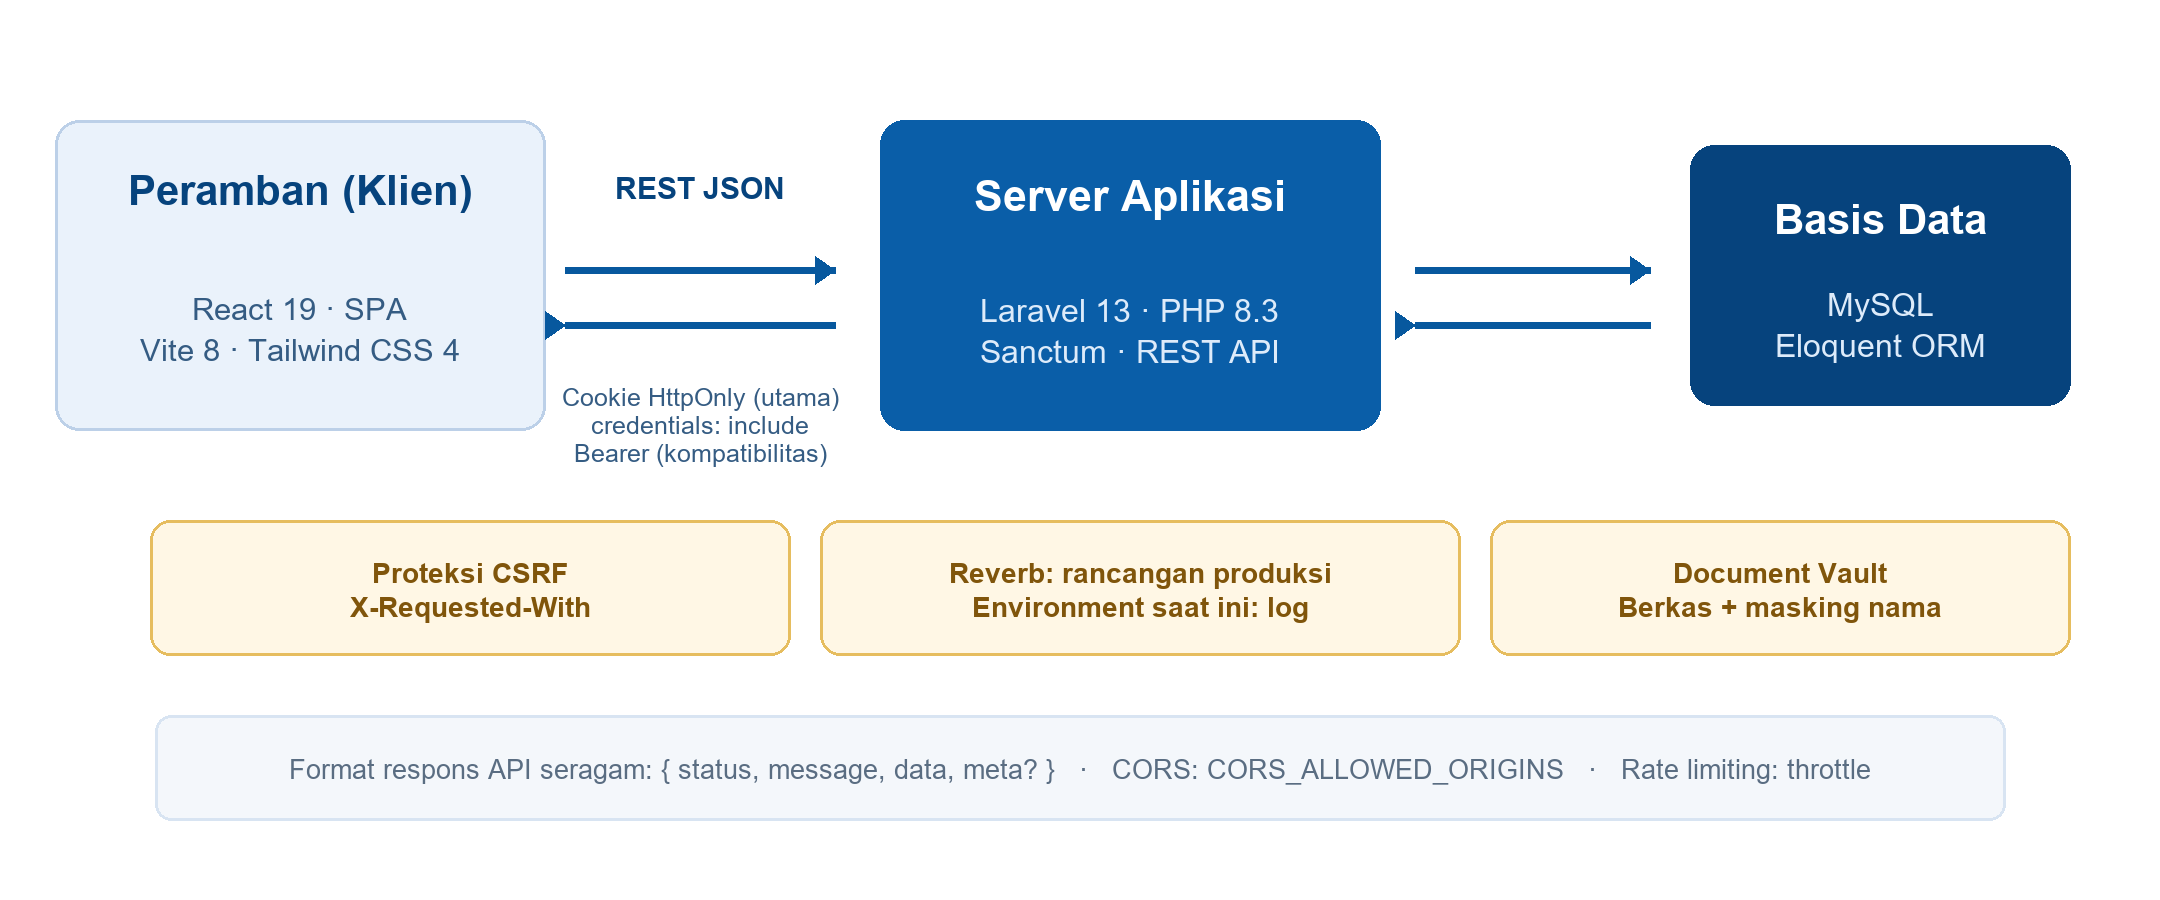 Peramban (Klien)
React 19 · SPA
Vite 8 · Tailwind CSS 4
REST JSON
Cookie HttpOnly (utama)
credentials: include
Bearer (kompatibilitas)
Server Aplikasi
Laravel 13 · PHP 8.3
Sanctum · REST API
Basis Data
MySQL
Eloquent ORM
Proteksi CSRF
X-Requested-With
Reverb: rancangan produksi
Environment saat ini: log
Document Vault
Berkas + masking nama
Format respons API seragam: { status, message, data, meta? } · CORS: CORS_ALLOWED_ORIGINS · Rate limiting: throttle